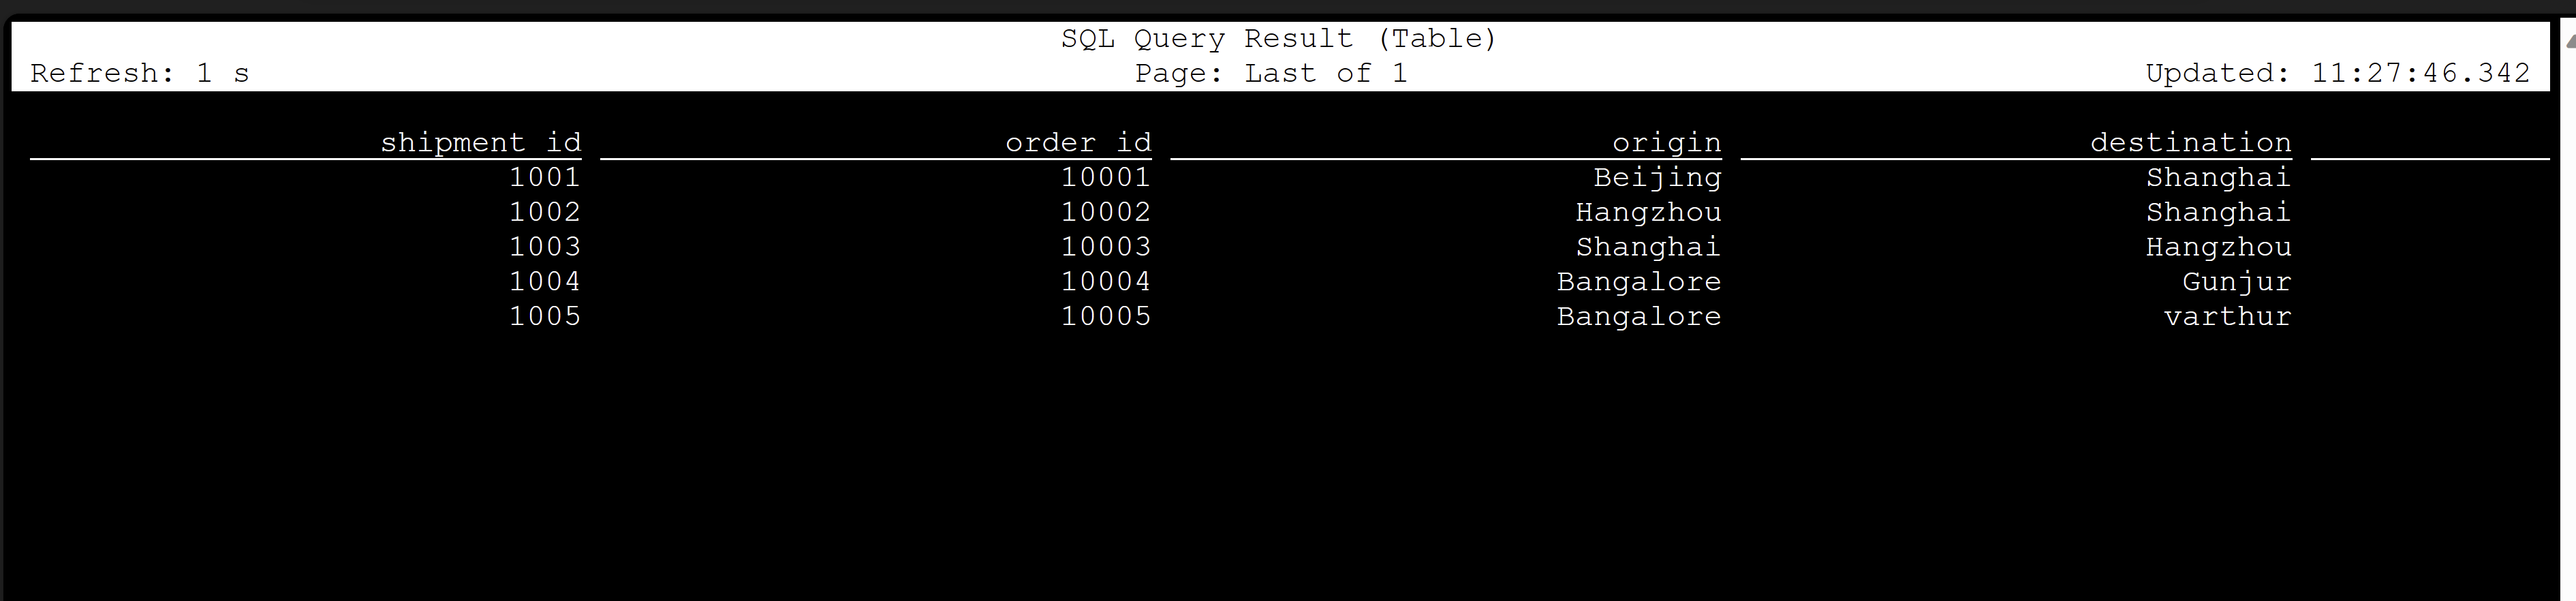 SQL Query Result (Table)
Refresh: 1 s Page: Last of 1 Updated: 11:27:46.342
shipment id order id origin destination
1001 10001 Beijing Shanghai
1002 10002 Hangzhou Shanghai
1003 10003 Shanghai Hangzhou
1004 10004 Bangalore Gunjur
1005 10005 Bangalore varthur